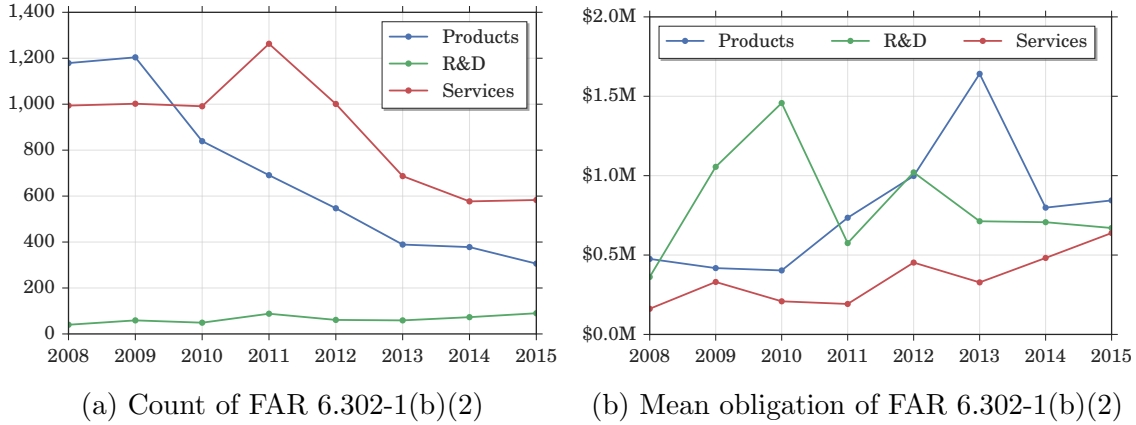 1,400
1,200
1,000
800
600
400
200
0
2008 2009 2010 2011 2012 2013 2014 2015
Products
R&D
Services
(a) Count of FAR 6.302-1(b)(2)
$2.0M
$1.5M
$1.0M
$0.5M
$0.0M
2008 2009 2010 2011 2012 2013 2014 2015
Products R&D Services
(b) Mean obligation of FAR 6.302-1(b)(2)